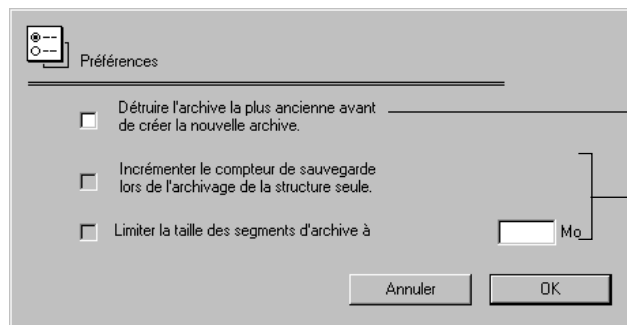 Préférences
Détruire l'archive la plus ancienne avant
de créer la nouvelle archive.
Incrémenter le compteur de sauvegarde
lors de l'archivage de la structure seule.
Limiter la taille des segments d'archive à
Mo
Annuler
OK